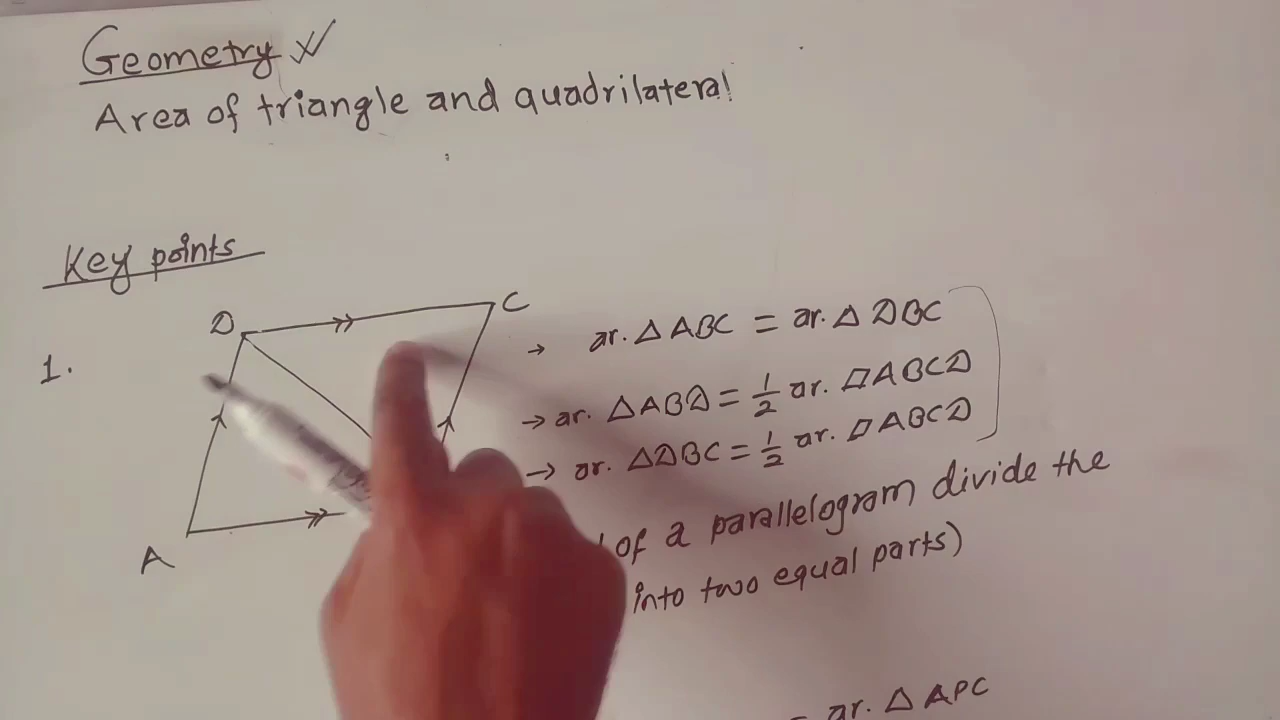 Geometry
Area of triangle and quadrilateral
Key points
1.
D
C
A
→ ar. △ ABC = ar. △ DBC
→ ar. △ABD = 1/2 ar. ▱ABCD
→ ar. △DBC = 1/2 ar. ▱ABCD
of a parallelogram divide the
into two equal parts)
= ar. △ APC